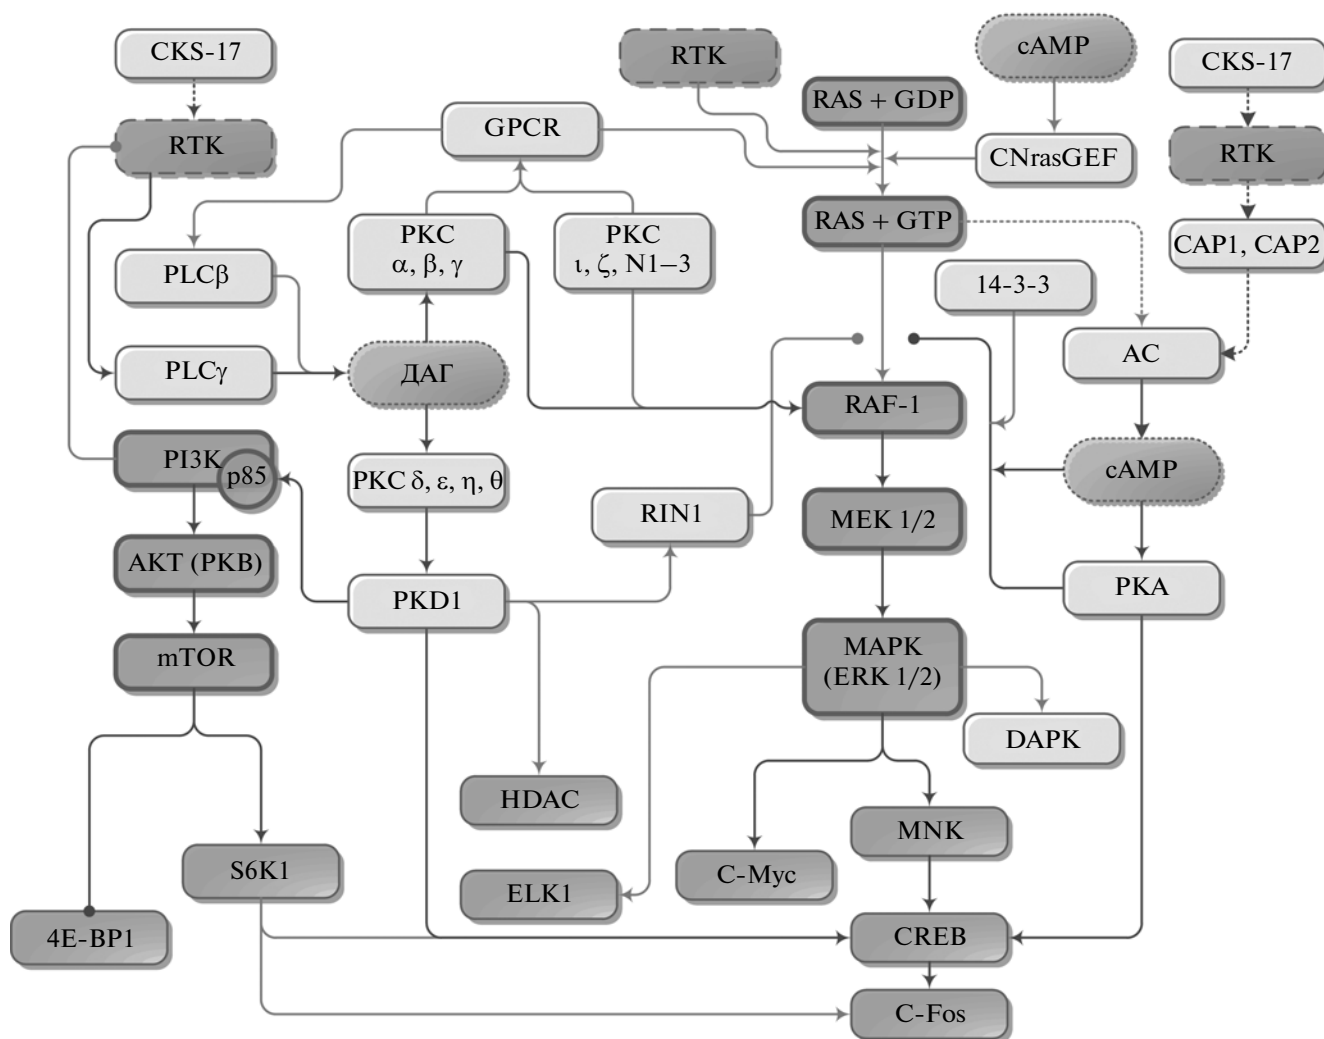 CKS-17
RTK
cAMP
CKS-17
RAS + GDP
GPCR
RTK
CNrasGEF
RTK
PKC
α, β, γ
PKC
ι, ζ, N1–3
RAS + GTP
CAP1, CAP2
PLCβ
14-3-3
PLCγ
ДАГ
AC
RAF-1
PI3K
p85
PKC δ, ε, η, θ
cAMP
RIN1
MEK 1/2
AKT (PKB)
PKD1
PKA
mTOR
MAPK
(ERK 1/2)
DAPK
HDAC
MNK
S6K1
C-Myc
ELK1
4E-BP1
CREB
C-Fos